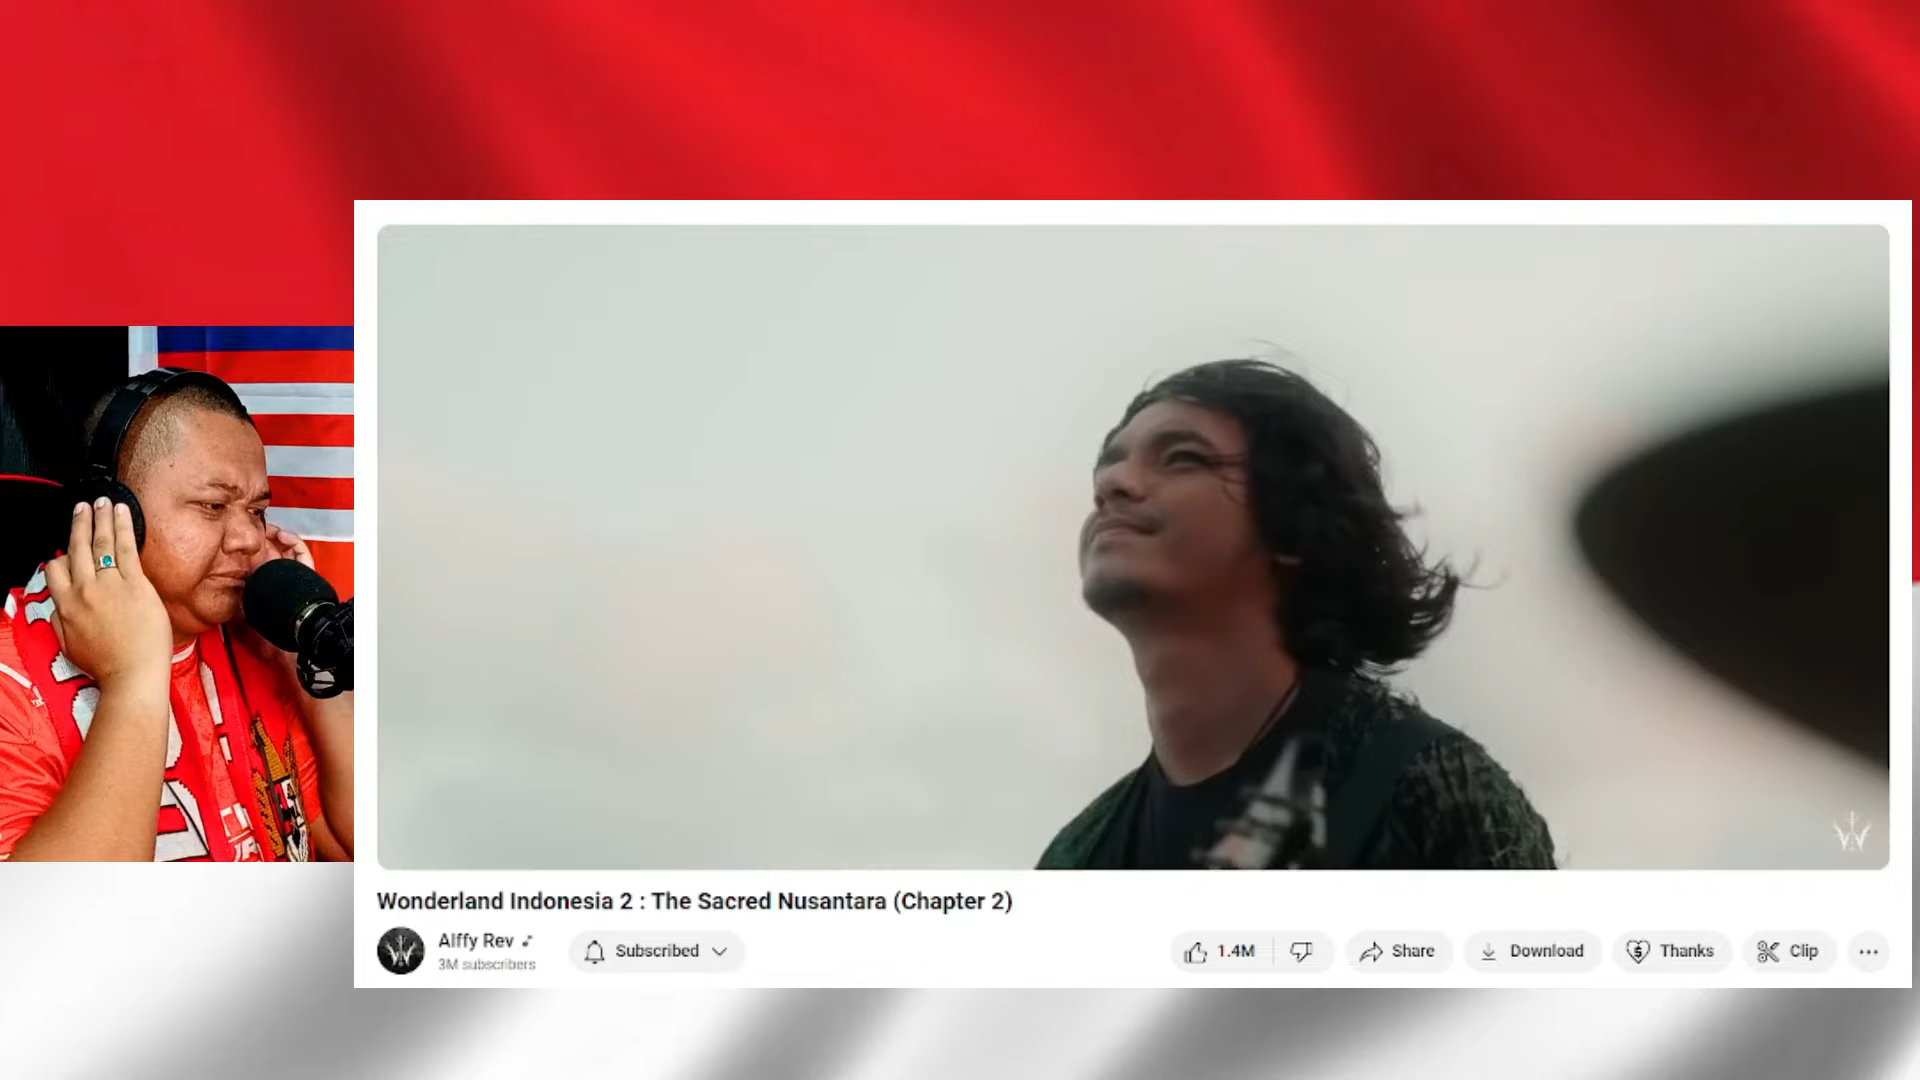 Wonderland Indonesia 2 : The Sacred Nusantara (Chapter 2)
Alffy Rev
3M subscribers
Subscribed
1.4M
Share
Download
Thanks
Clip